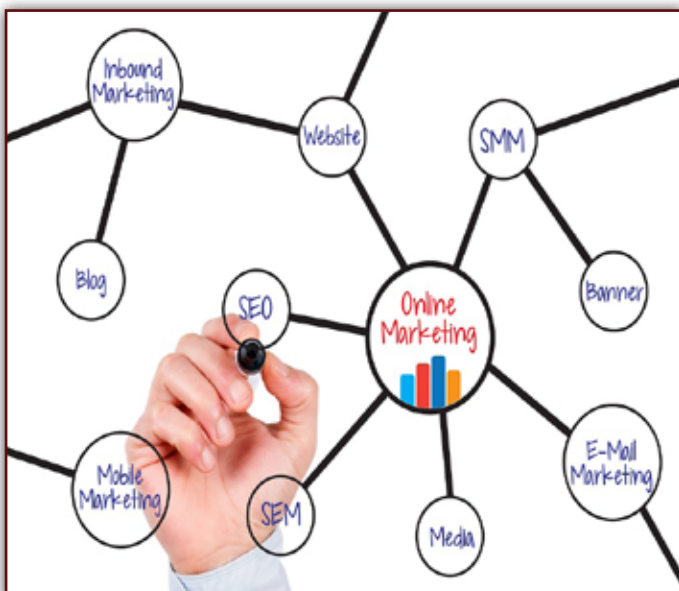 Inbound
Marketing
Website
SMM
Blog
SEO
Online
Marketing
Banner
E-Mail
Marketing
Mobile
Marketing
SEM
Media